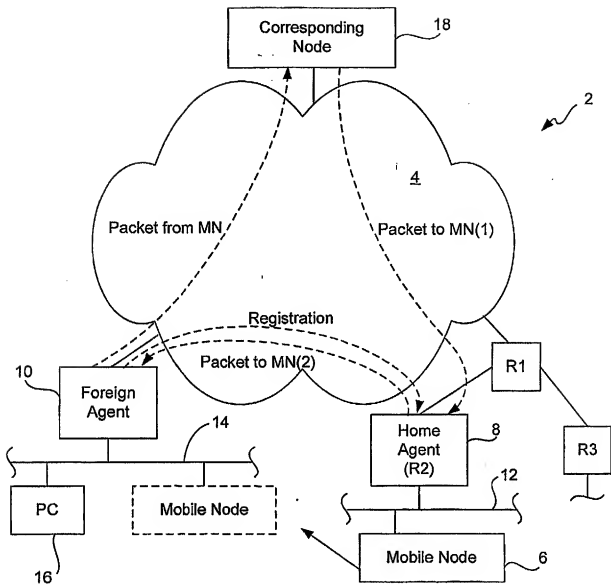 Corresponding
Node
18
2
4
Packet from MN
Packet to MN(1)
Registration
Packet to MN(2)
10
Foreign
Agent
R1
14
Home
Agent
(R2)
8
R3
12
PC
Mobile Node
16
Mobile Node
6